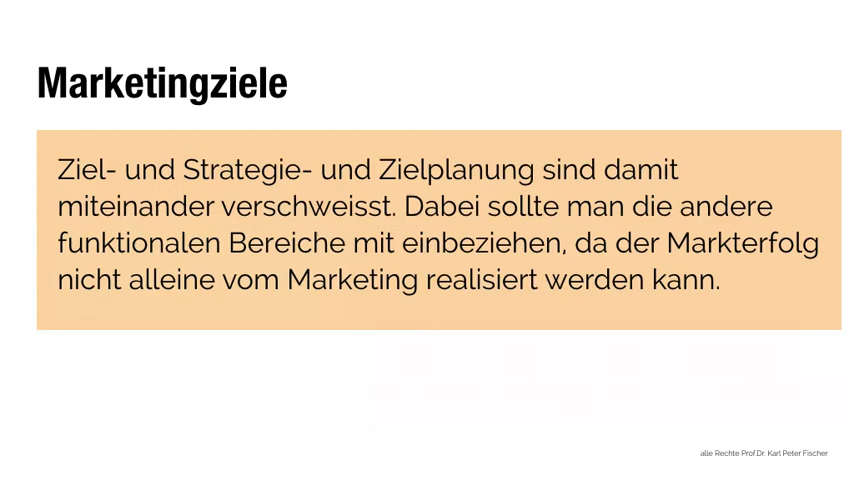 Marketingziele
Ziel- und Strategie- und Zielplanung sind damit
miteinander verschweisst. Dabei sollte man die andere
funktionalen Bereiche mit einbeziehen, da der Markterfolg
nicht alleine vom Marketing realisiert werden kann.
alle Rechte Prof.Dr. Karl Peter Fischer